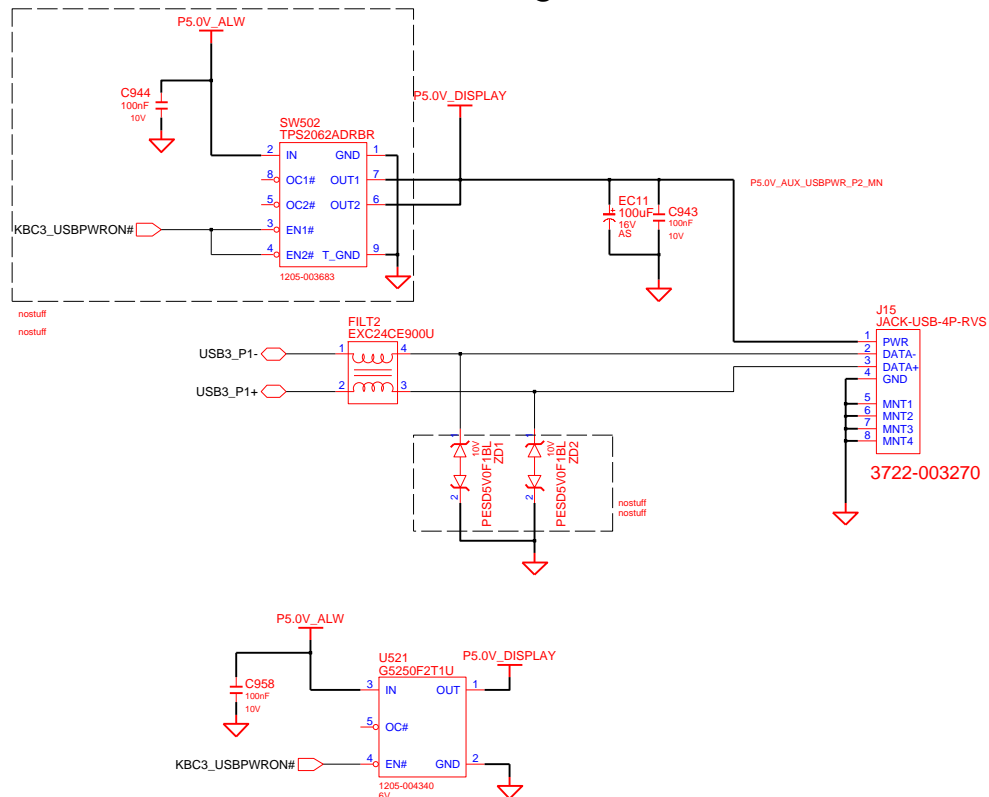 P5.0V_ALW
C944
100nF
10V
SW502
TPS2062ADRBR
2 IN GND 1
8 OC1# OUT1 7
5 OC2# OUT2 6
3 EN1#
4 EN2# T_GND 9
1205-003683
KBC3_USBPWRON#
nostuff
nostuff
P5.0V_DISPLAY
P5.0V_AUX_USBPWR_P2_MN
EC11
100uF
16V
AS
C943
100nF
10V
J15
JACK-USB-4P-RVS
1 PWR
2 DATA-
3 DATA+
4 GND
5 MNT1
6 MNT2
7 MNT3
8 MNT4
3722-003270
FILT2
EXC24CE900U
USB3_P1- 1 4
USB3_P1+ 2 3
1 10V
2
PESD5V0F1BL
ZD1
1 10V
2
PESD5V0F1BL
ZD2
nostuff
nostuff
P5.0V_ALW
C958
100nF
10V
U521
G5250F2T1U
3 IN OUT 1
5 OC#
4 EN# GND 2
1205-004340
6V
KBC3_USBPWRON#
P5.0V_DISPLAY